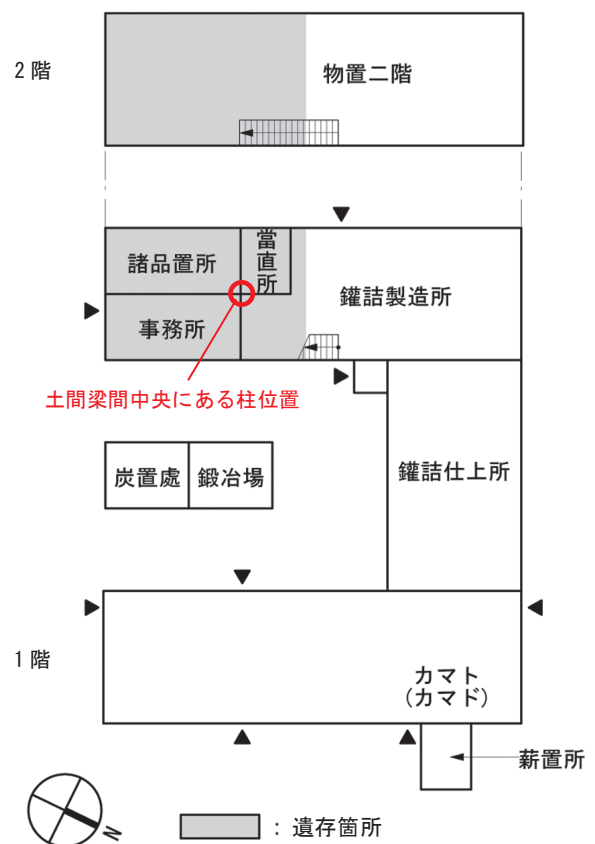 2階
物置二階
當直所
諸品置所
鑵詰製造所
事務所
土間梁間中央にある柱位置
炭置處
鍛冶場
鑵詰仕上所
1階
カマト
(カマド)
薪置所
N
：遺存箇所